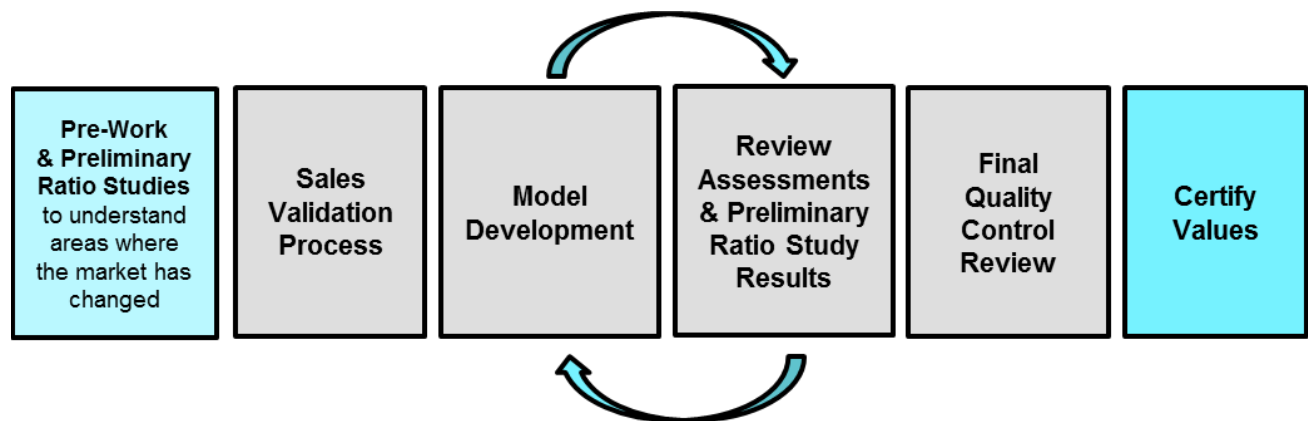 Pre-Work
& Preliminary
Ratio Studies
to understand
areas where
the market has
changed
Sales
Validation
Process
Model
Development
Review
Assessments
& Preliminary
Ratio Study
Results
Final
Quality
Control
Review
Certify
Values